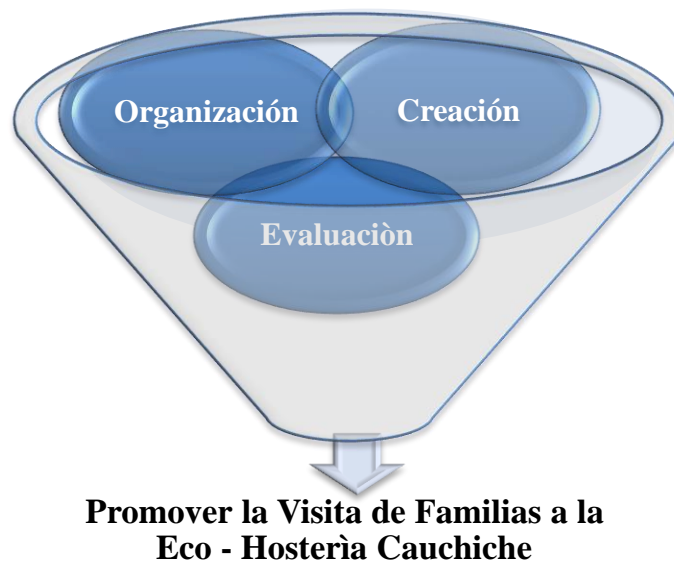 Organización
Creación
Evaluaciòn
Promover la Visita de Familias a la
Eco - Hosterìa Cauchiche